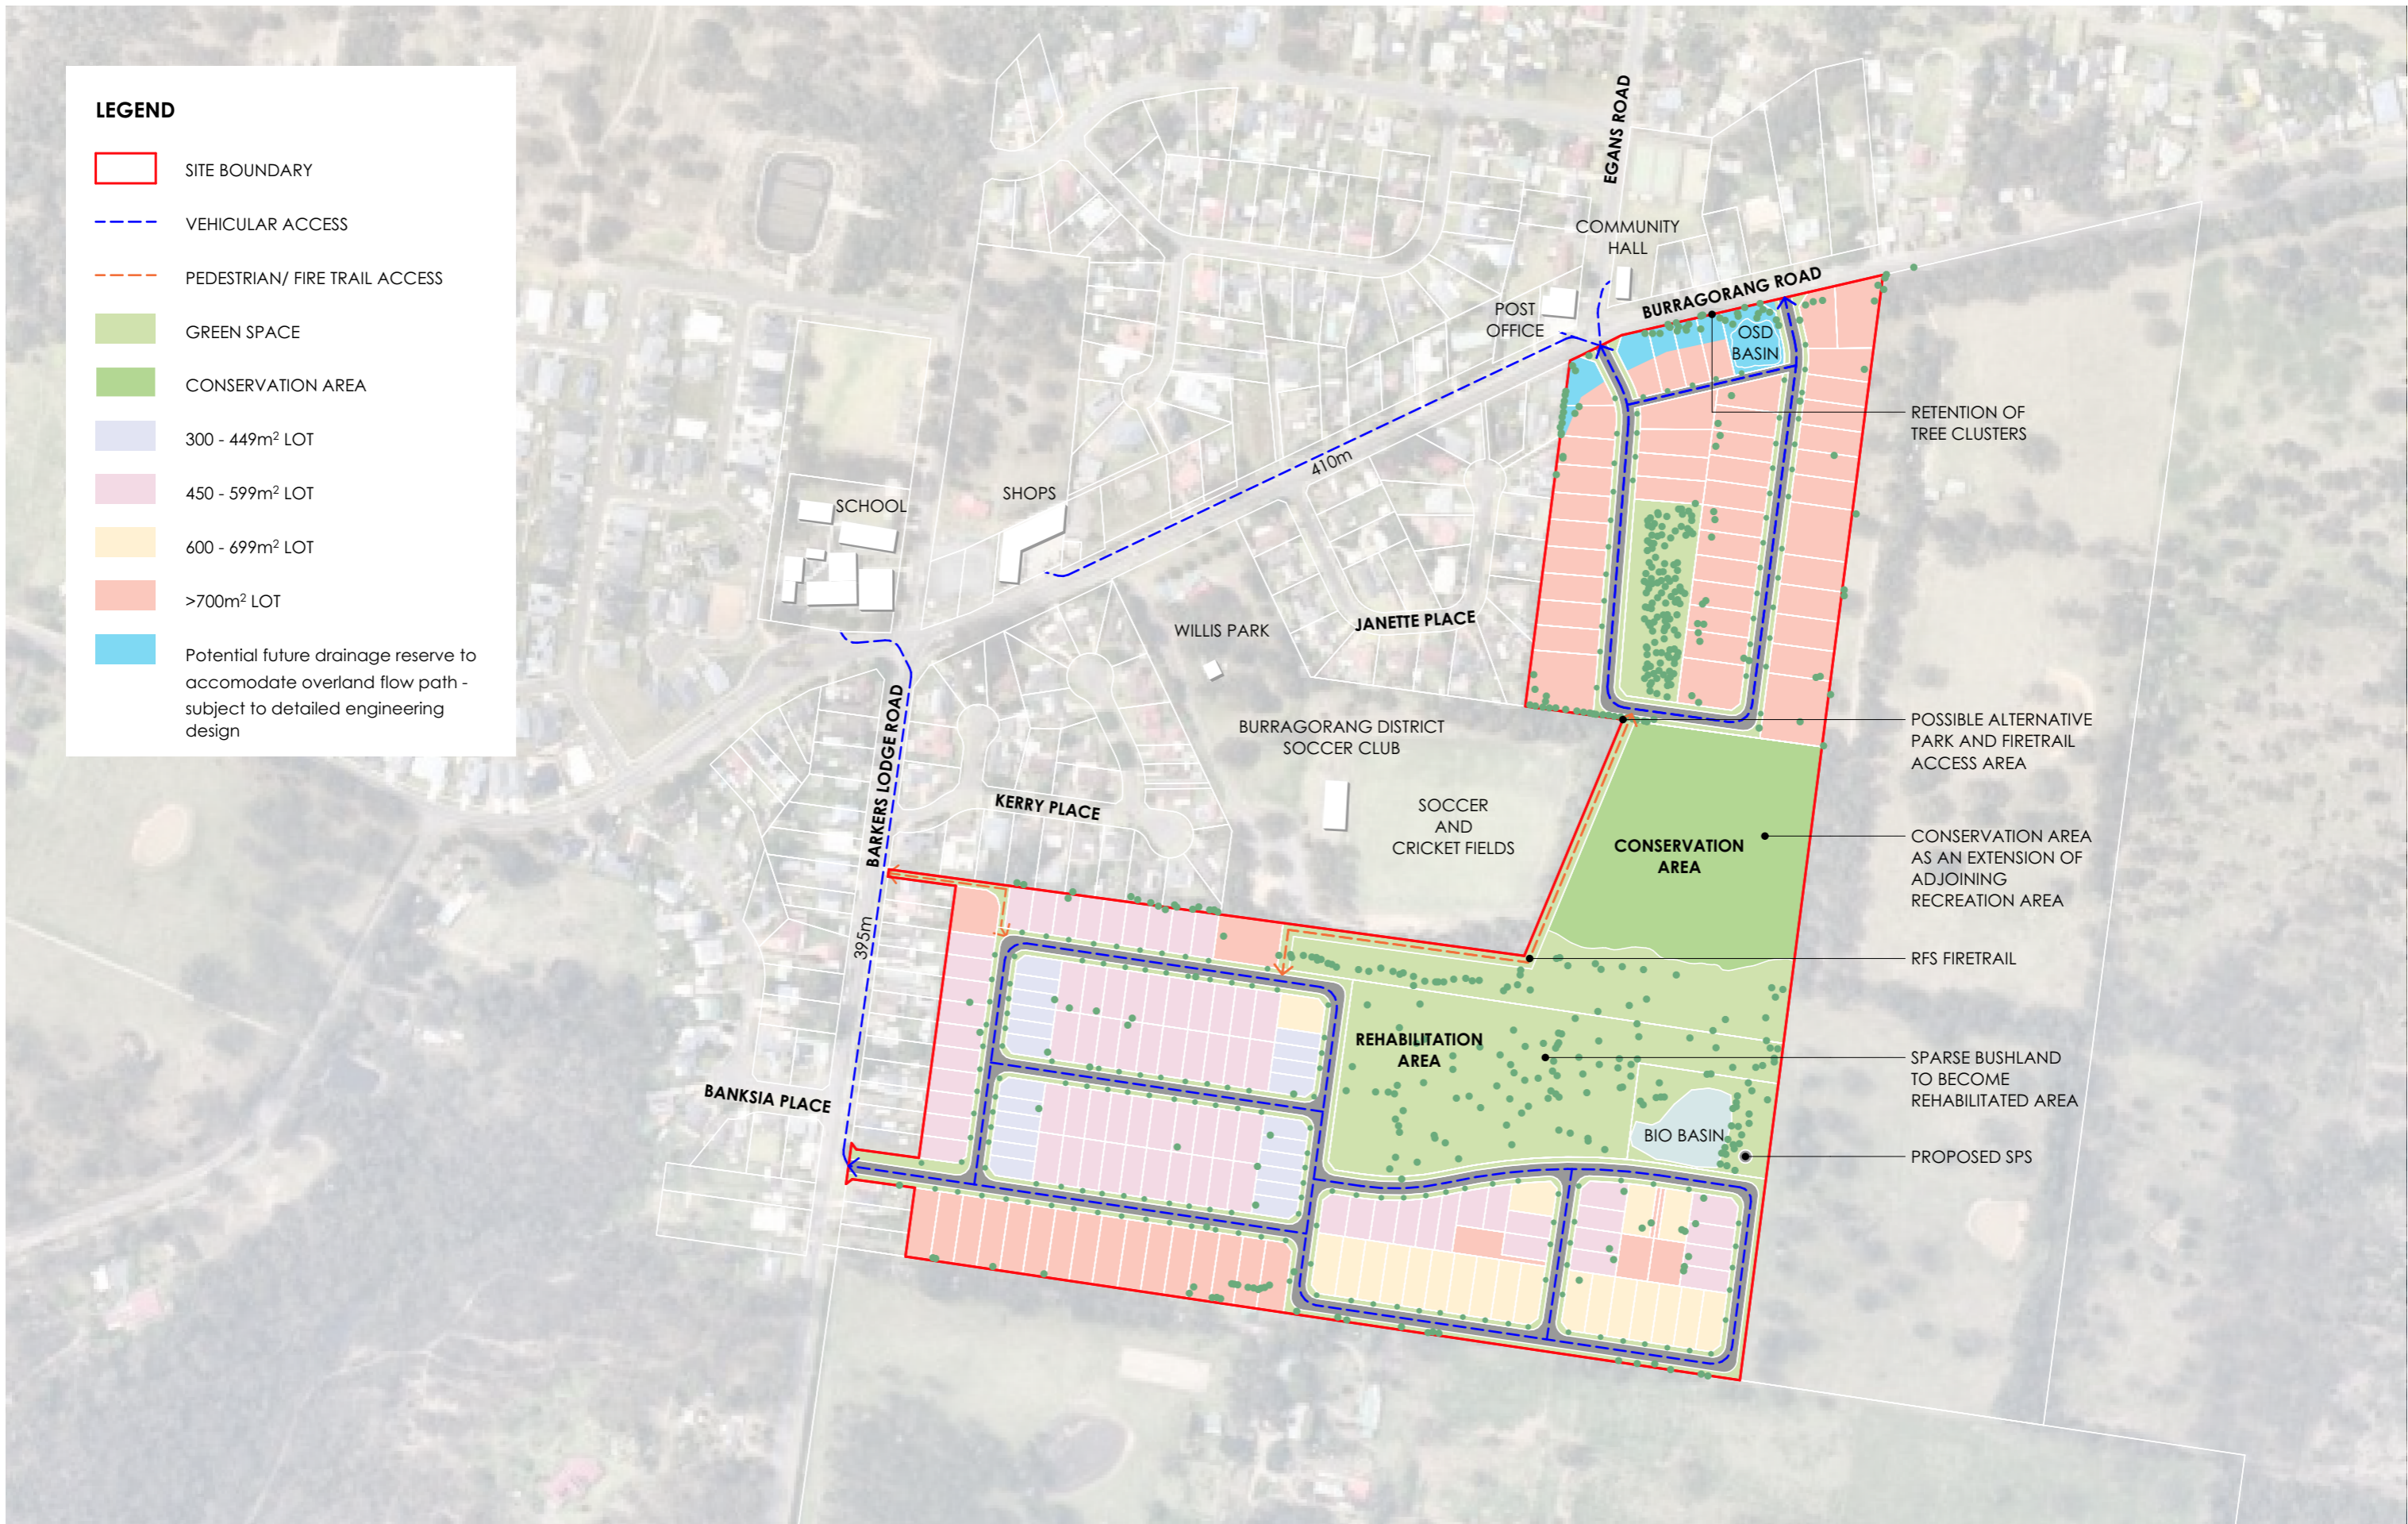 LEGEND
SITE BOUNDARY
VEHICULAR ACCESS
PEDESTRIAN/ FIRE TRAIL ACCESS
GREEN SPACE
CONSERVATION AREA
300 - 449m² LOT
450 - 599m² LOT
600 - 699m² LOT
>700m² LOT
Potential future drainage reserve to
accomodate overland flow path -
subject to detailed engineering
design
EGANS ROAD
COMMUNITY
HALL
BURRAGORANG ROAD
POST
OFFICE
OSD
BASIN
RETENTION OF
TREE CLUSTERS
410m
SCHOOL
SHOPS
WILLIS PARK
JANETTE PLACE
BARKERS LODGE ROAD
BURRAGORANG DISTRICT
SOCCER CLUB
POSSIBLE ALTERNATIVE
PARK AND FIRETRAIL
ACCESS AREA
KERRY PLACE
SOCCER
AND
CRICKET FIELDS
CONSERVATION
AREA
CONSERVATION AREA
AS AN EXTENSION OF
ADJOINING
RECREATION AREA
395m
RFS FIRETRAIL
REHABILITATION
AREA
SPARSE BUSHLAND
TO BECOME
REHABILITATED AREA
BANKSIA PLACE
BIO BASIN
PROPOSED SPS